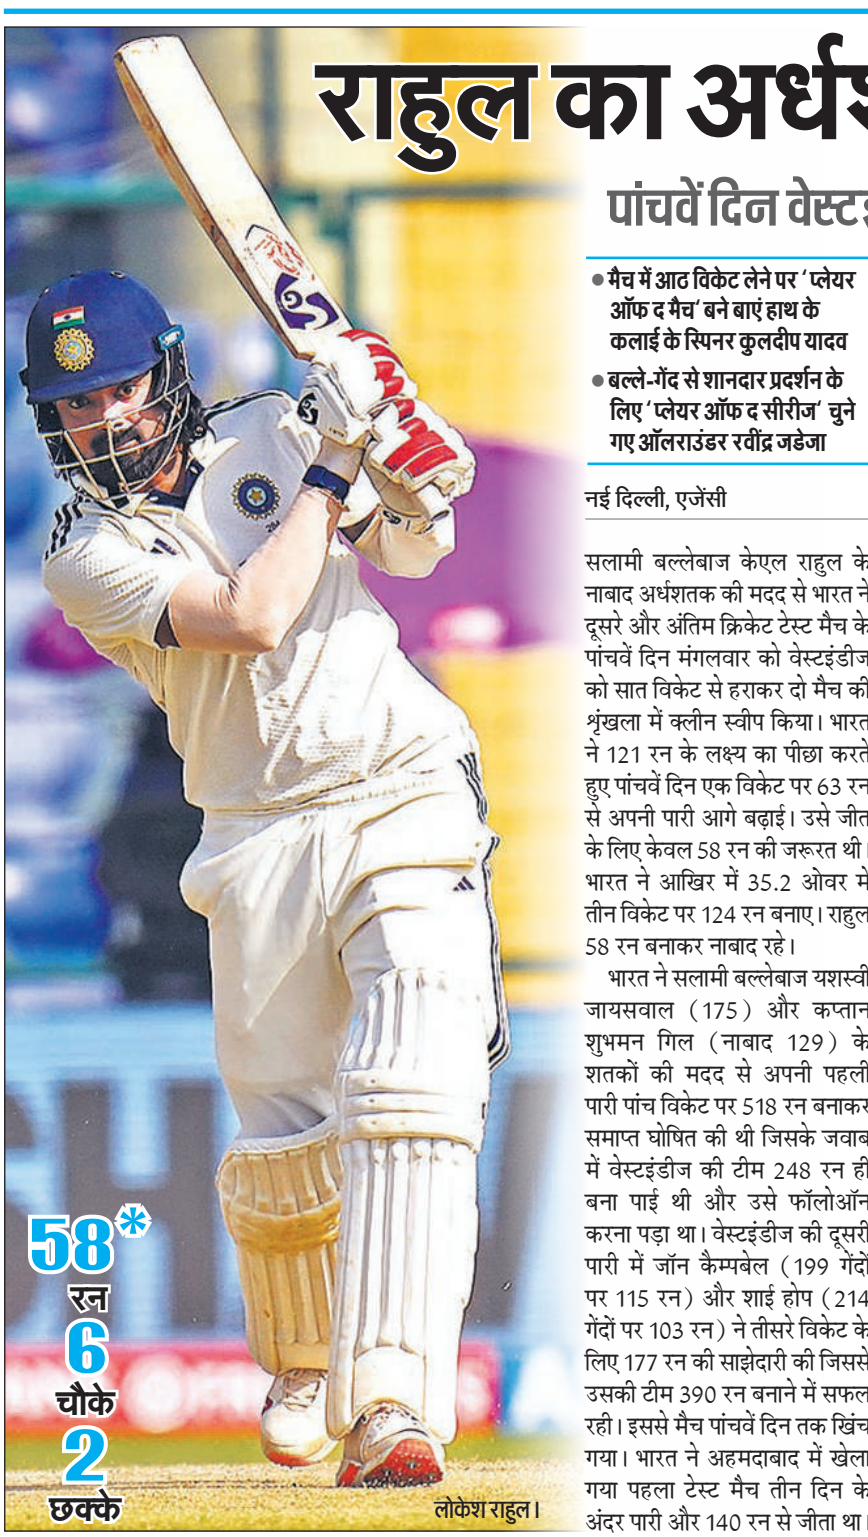 राहुल का अर्धश
पांचवें दिन वेस्टइं
● मैच में आठ विकेट लेने पर ‘ प्लेयर
ऑफ द मैच‘ बने बाएं हाथ के
कलाई के स्पिनर कुलदीप यादव
● बल्ले-गेंद से शानदार प्रदर्शन के
लिए ‘ प्लेयर ऑफ द सीरीज‘ चुने
गए ऑलराउंडर रवींद्र जडेजा
नई दिल्ली, एजेंसी
सलामी बल्लेबाज केएल राहुल के
नाबाद अर्धशतक की मदद से भारत ने
दूसरे और अंतिम क्रिकेट टेस्ट मैच के
पांचवें दिन मंगलवार को वेस्टइंडीज
को सात विकेट से हराकर दो मैच की
शृंखला में क्लीन स्वीप किया। भारत
ने 121 रन के लक्ष्य का पीछा करते
हुए पांचवें दिन एक विकेट पर 63 रन
से अपनी पारी आगे बढ़ाई। उसे जीत
के लिए केवल 58 रन की जरूरत थी।
भारत ने आखिर में 35.2 ओवर में
तीन विकेट पर 124 रन बनाए। राहुल
58 रन बनाकर नाबाद रहे।
भारत ने सलामी बल्लेबाज यशस्वी
जायसवाल (175) और कप्तान
शुभमन गिल (नाबाद 129) के
शतकों की मदद से अपनी पहली
पारी पांच विकेट पर 518 रन बनाकर
समाप्त घोषित की थी जिसके जवाब
में वेस्टइंडीज की टीम 248 रन ही
बना पाई थी और उसे फॉलोऑन
करना पड़ा था। वेस्टइंडीज की दूसरी
पारी में जॉन कैम्पबेल (199 गेंदों
पर 115 रन) और शाई होप (214
गेंदों पर 103 रन) ने तीसरे विकेट के
लिए 177 रन की साझेदारी की जिससे
उसकी टीम 390 रन बनाने में सफल
रही। इससे मैच पांचवें दिन तक खिंच
गया। भारत ने अहमदाबाद में खेला
गया पहला टेस्ट मैच तीन दिन के
अंदर पारी और 140 रन से जीता था।
58*
रन
6
चौके
2
छक्के
लोकेश राहुल।